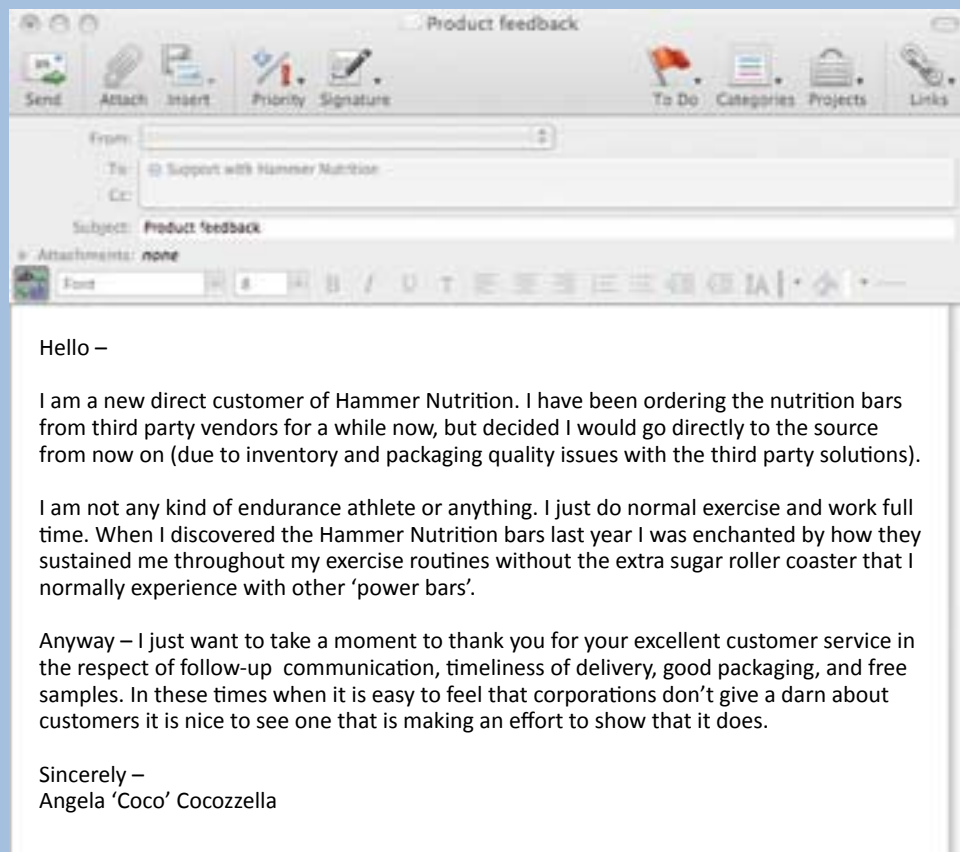 Product feedback
Send Attach Insert Priority Signature To Do Categories Projects Links
From:
To: Support with Hammer Nutrition
Cc:
Subject: Product feedback
Attachments: none
Font 8 B I U T
Hello –
I am a new direct customer of Hammer Nutrition. I have been ordering the nutrition bars
from third party vendors for a while now, but decided I would go directly to the source
from now on (due to inventory and packaging quality issues with the third party solutions).
I am not any kind of endurance athlete or anything. I just do normal exercise and work full
time. When I discovered the Hammer Nutrition bars last year I was enchanted by how they
sustained me throughout my exercise routines without the extra sugar roller coaster that I
normally experience with other ‘power bars’.
Anyway – I just want to take a moment to thank you for your excellent customer service in
the respect of follow-up  communication, timeliness of delivery, good packaging, and free
samples. In these times when it is easy to feel that corporations don’t give a darn about
customers it is nice to see one that is making an effort to show that it does.
Sincerely –
Angela ‘Coco’ Cocozzella